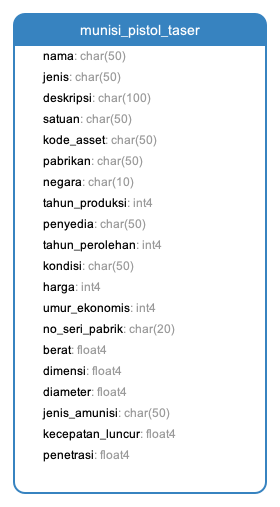 munisi_pistol_taser
nama: char(50)
jenis: char(50)
deskripsi: char(100)
satuan: char(50)
kode_asset: char(50)
pabrikan: char(50)
negara: char(10)
tahun_produksi: int4
penyedia: char(50)
tahun_perolehan: int4
kondisi: char(50)
harga: int4
umur_ekonomis: int4
no_seri_pabrik: char(20)
berat: float4
dimensi: float4
diameter: float4
jenis_amunisi: char(50)
kecepatan_luncur: float4
penetrasi: float4